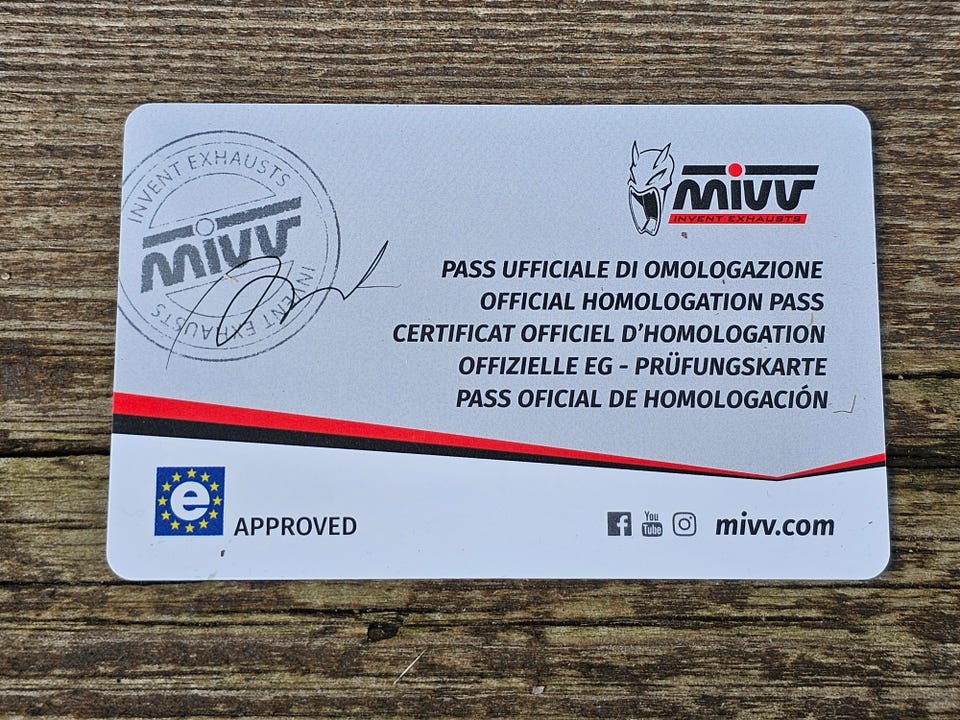 INVENT EXHAUSTS
mivv
INVENT EXHAUSTS
mivv
INVENT EXHAUSTS
PASS UFFICIALE DI OMOLOGAZIONE
OFFICIAL HOMOLOGATION PASS
CERTIFICAT OFFICIEL D'HOMOLOGATION
OFFIZIELLE EG - PRÜFUNGSKARTE
PASS OFICIAL DE HOMOLOGACIÓN
e
APPROVED
f
You
Tube
mivv.com